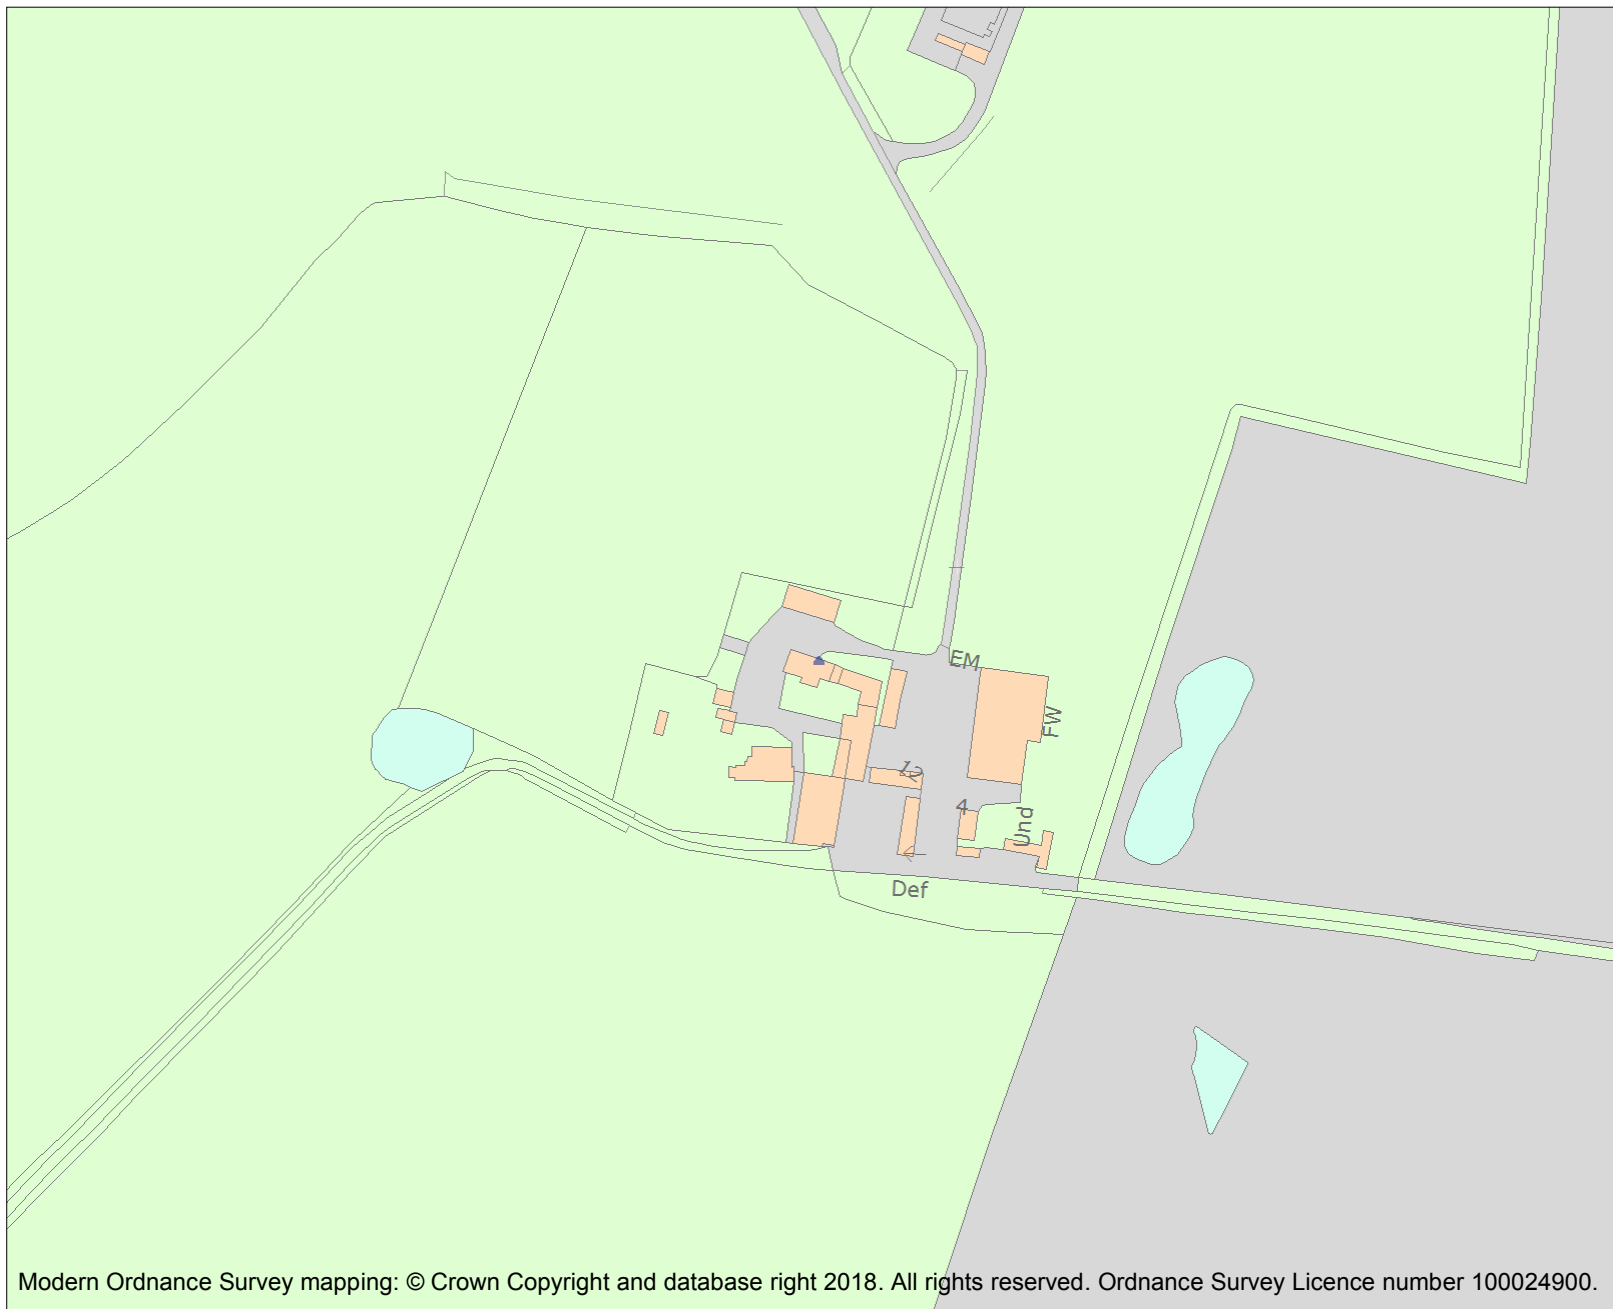 EM
FW
12
4
Und
Def
Modern Ordnance Survey mapping: © Crown Copyright and database right 2018. All rights reserved. Ordnance Survey Licence number 100024900.